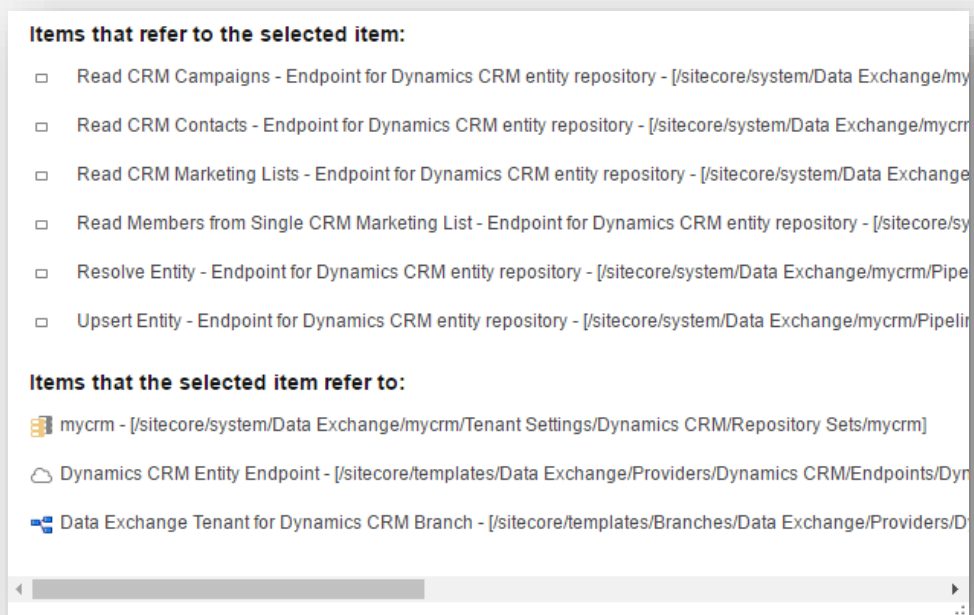 Items that refer to the selected item:
Read CRM Campaigns - Endpoint for Dynamics CRM entity repository - [/sitecore/system/Data Exchange/my
Read CRM Contacts - Endpoint for Dynamics CRM entity repository - [/sitecore/system/Data Exchange/mycrm
Read CRM Marketing Lists - Endpoint for Dynamics CRM entity repository - [/sitecore/system/Data Exchange
Read Members from Single CRM Marketing List - Endpoint for Dynamics CRM entity repository - [/sitecore/sy
Resolve Entity - Endpoint for Dynamics CRM entity repository - [/sitecore/system/Data Exchange/mycrm/Pipe
Upsert Entity - Endpoint for Dynamics CRM entity repository - [/sitecore/system/Data Exchange/mycrm/Pipelin
Items that the selected item refer to:
mycrm - [/sitecore/system/Data Exchange/mycrm/Tenant Settings/Dynamics CRM/Repository Sets/mycrm]
Dynamics CRM Entity Endpoint - [/sitecore/templates/Data Exchange/Providers/Dynamics CRM/Endpoints/Dyn
Data Exchange Tenant for Dynamics CRM Branch - [/sitecore/templates/Branches/Data Exchange/Providers/D